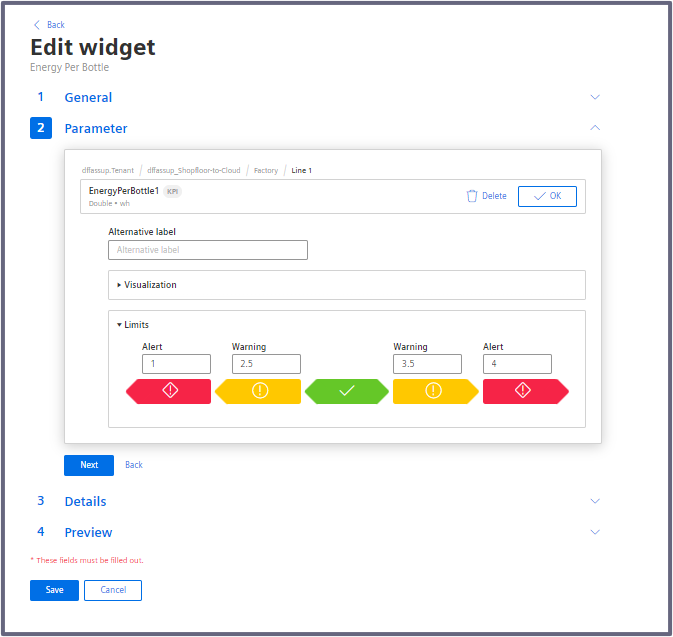 Back
Edit widget
Energy Per Bottle
1 General
2 Parameter
dffassup.Tenant / dffassup_Shopfloor-to-Cloud / Factory / Line 1
EnergyPerBottle1 KPI
Delete OK
Double • wh
Alternative label
Alternative label
Visualization
Limits
Alert Warning Warning Alert
1 2.5 3.5 4
Next Back
3 Details
4 Preview
* These fields must be filled out.
Save Cancel